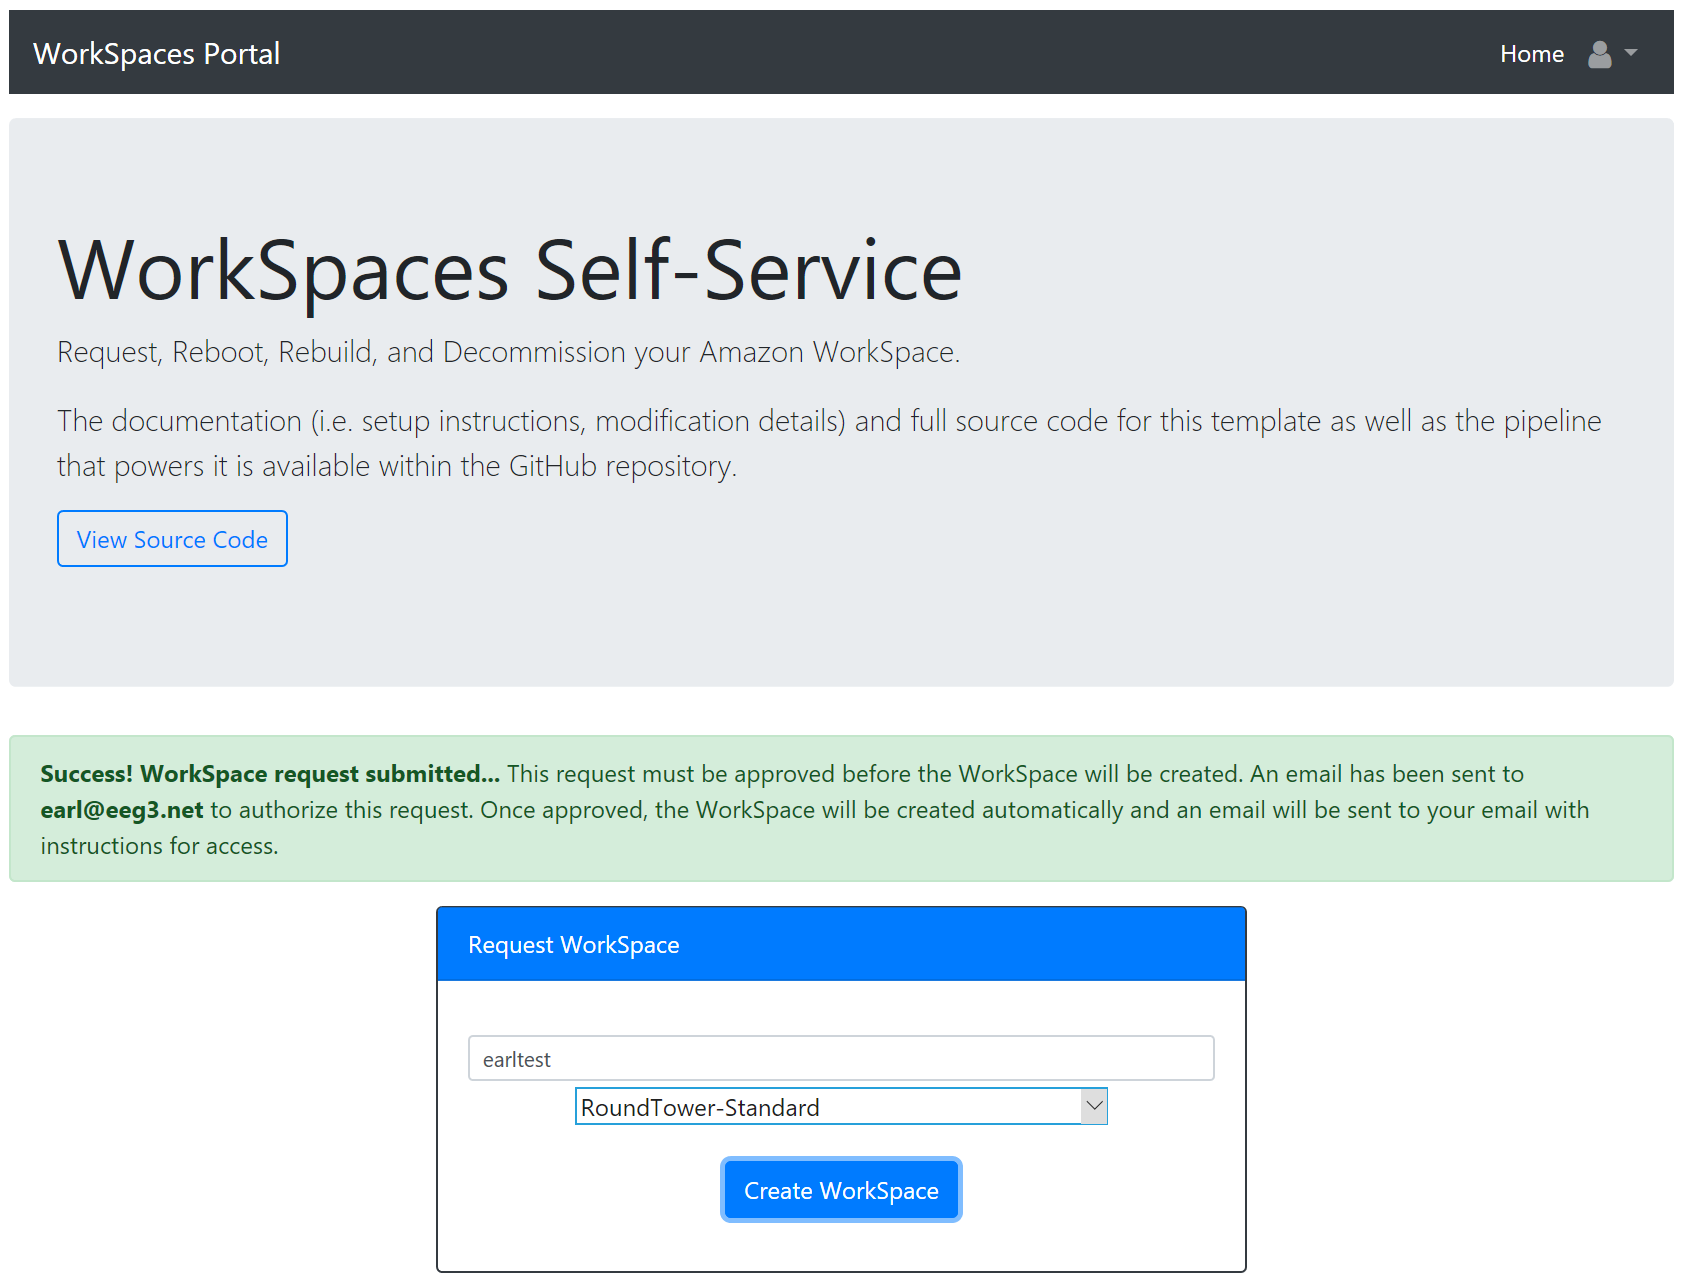 WorkSpaces Portal
Home
WorkSpaces Self-Service
Request, Reboot, Rebuild, and Decommission your Amazon WorkSpace.
The documentation (i.e. setup instructions, modification details) and full source code for this template as well as the pipeline
that powers it is available within the GitHub repository.
View Source Code
Success! WorkSpace request submitted... This request must be approved before the WorkSpace will be created. An email has been sent to
earl@eeg3.net to authorize this request. Once approved, the WorkSpace will be created automatically and an email will be sent to your email with
instructions for access.
Request WorkSpace
earltest
RoundTower-Standard
Create WorkSpace